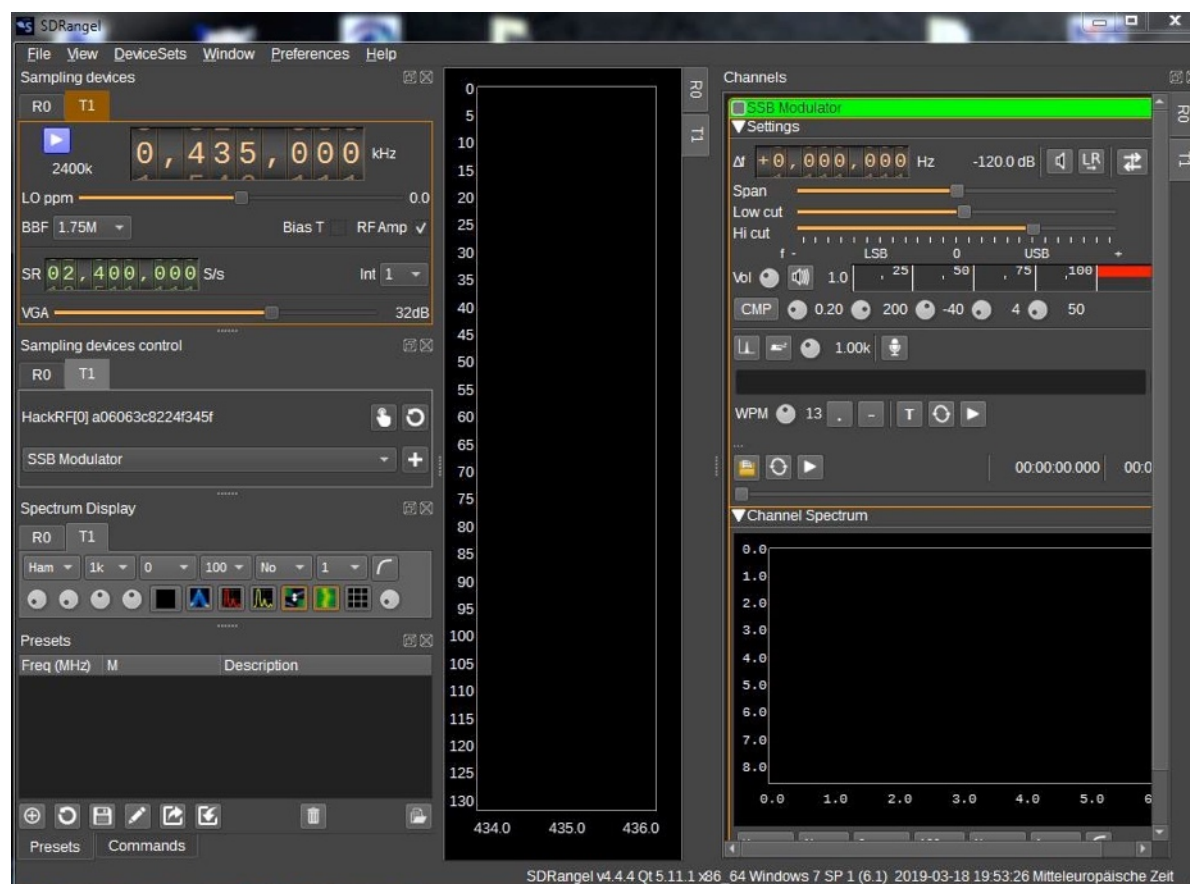 SDRangel
File View DeviceSets Window Preferences Help
Sampling devices
R0 T1
2400k
0,435,000 kHz
LO ppm 0.0
BBF 1.75M Bias T RF Amp
SR 02,400,000 S/s Int 1
VGA 32dB
Sampling devices control
R0 T1
HackRF[0] a06063c8224f345f
SSB Modulator
Spectrum Display
R0 T1
Ham 1k 0 100 No 1
Presets
Freq (MHz) M Description
Presets Commands
0
5
10
15
20
25
30
35
40
45
50
55
60
65
70
75
80
85
90
95
100
105
110
115
120
125
130
434.0 435.0 436.0
R0
T1
Channels
R0
T1
SSB Modulator
Settings
Δf +0,000,000 Hz -120.0 dB LR
Span
Low cut
Hi cut
f - LSB 0 USB +
Vol 1.0 , 25 , 50 , 75 ,100
CMP 0.20 200 -40 4 50
1.00k
WPM 13 . - T
...
00:00:00.000 00:0
Channel Spectrum
0.0
1.0
2.0
3.0
4.0
5.0
6.0
7.0
8.0
0.0 1.0 2.0 3.0 4.0 5.0 6
SDRangel v4.4.4 Qt 5.11.1 x86_64 Windows 7 SP 1 (6.1) 2019-03-18 19:53:26 Mitteleuropäische Zeit